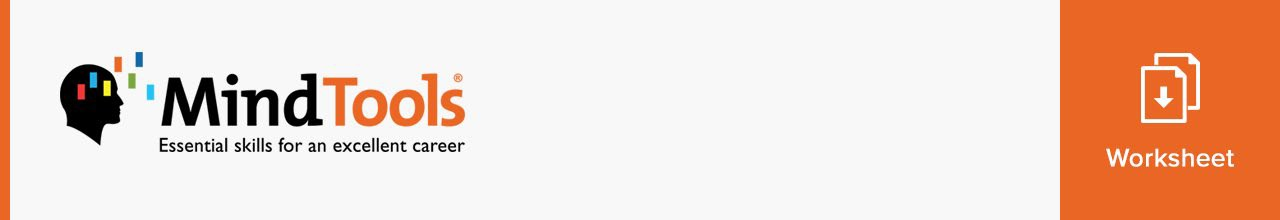 MindTools®
Essential skills for an excellent career
Worksheet